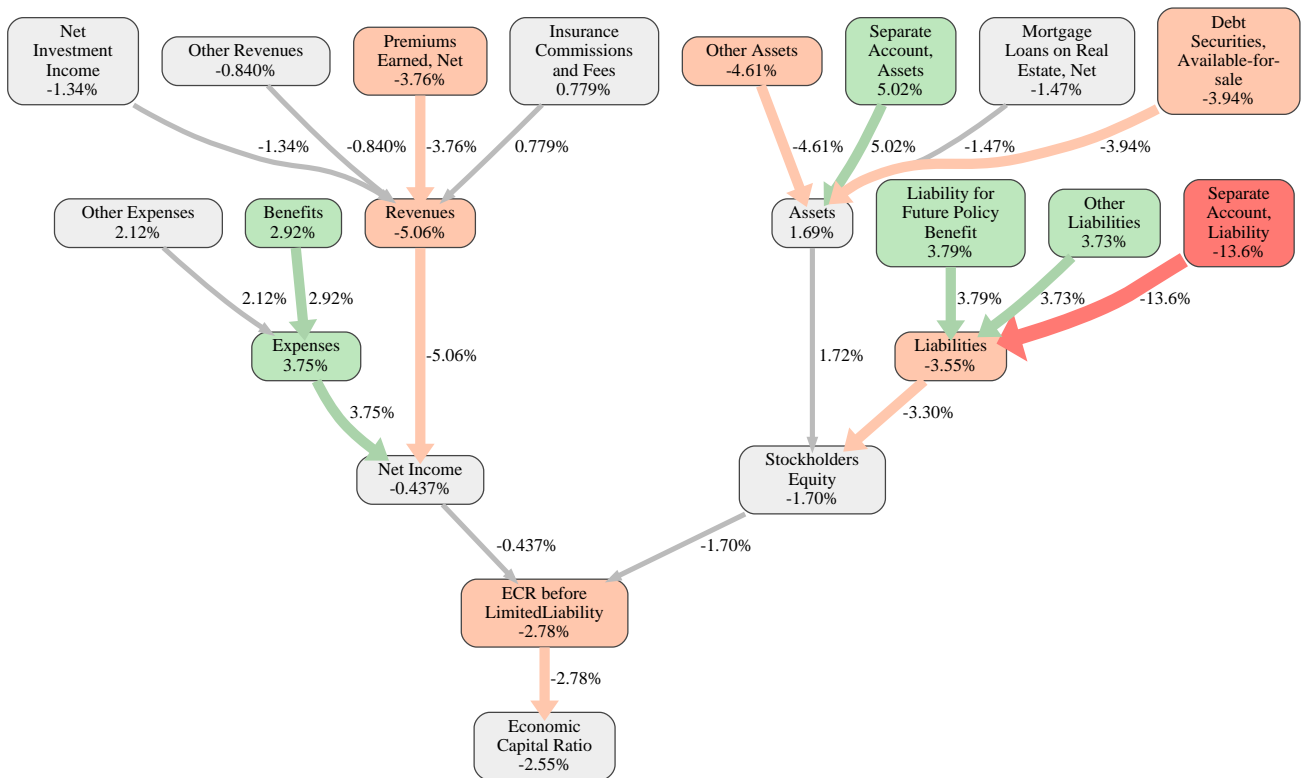 Net
Investment
Income
-1.34%
Other Revenues
-0.840%
Premiums
Earned, Net
-3.76%
Insurance
Commissions
and Fees
0.779%
Other Assets
-4.61%
Separate
Account,
Assets
5.02%
Mortgage
Loans on Real
Estate, Net
-1.47%
Debt
Securities,
Available-for-
sale
-3.94%
-1.34%
-0.840%
-3.76%
0.779%
-4.61%
5.02%
-1.47%
-3.94%
Other Expenses
2.12%
Benefits
2.92%
Revenues
-5.06%
Assets
1.69%
Liability for
Future Policy
Benefit
3.79%
Other
Liabilities
3.73%
Separate
Account,
Liability
-13.6%
2.12%
2.92%
-5.06%
1.72%
3.79%
3.73%
-13.6%
Expenses
3.75%
Liabilities
-3.55%
3.75%
-3.30%
Net Income
-0.437%
Stockholders
Equity
-1.70%
-0.437%
-1.70%
ECR before
LimitedLiability
-2.78%
-2.78%
Economic
Capital Ratio
-2.55%